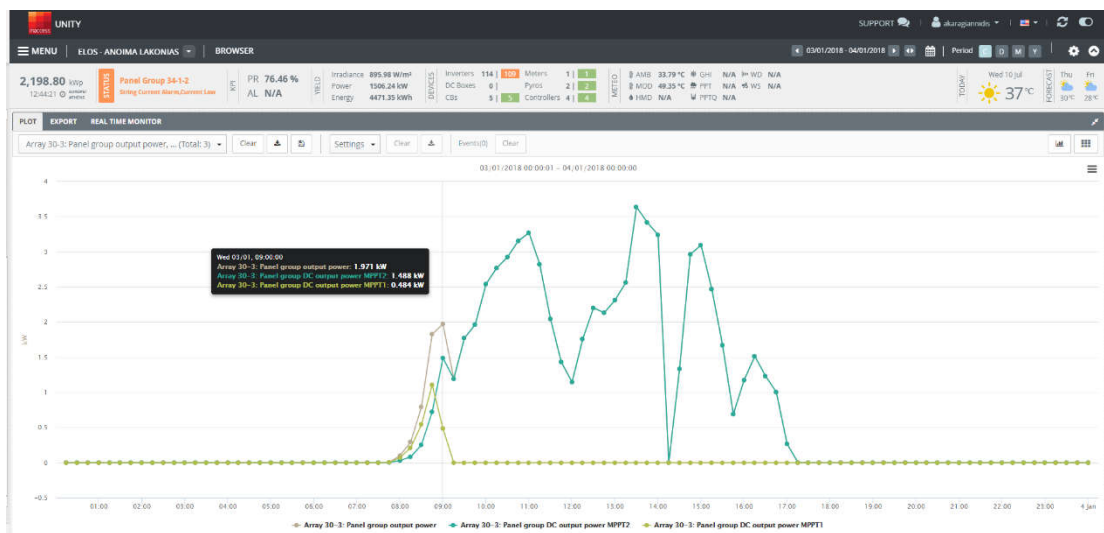 inaccess UNITY SUPPORT akaragiannidis
MENU ELOS - ANOIMA LAKONIAS BROWSER 03/01/2018 - 04/01/2018 Period C D M Y
2,198.80 kWp
12:44:21
STATUS
Panel Group 34-1-2
String Current Alarm,Current Low
KPI
PR 76.46 %
AL N/A
YIELD
Irradiance 895.98 W/m²
Power 1506.24 kW
Energy 4471.35 kWh
DEVICES
Inverters 114 | 109 Meters 1 | 1
DC Boxes 0 | Pyros 2 | 2
CBs 5 | 5 Controllers 4 | 4
METEO
AMB 33.79 °C GHI N/A WD N/A
MOD 49.35 °C PPT N/A WS N/A
HMD N/A PPTQ N/A
TODAY
Wed 10 Jul
37°C
FORECAST
Thu Fri
30°C 28°C
PLOT EXPORT REAL TIME MONITOR
Array 30-3: Panel group output power, ... (Total: 3) Clear Settings Clear Events(0) Clear
03/01/2018 00:00:01 - 04/01/2018 00:00:00
4
3.5
3
2.5
2
1.5
1
0.5
0
-0.5
kW
Wed 03/01, 09:00:00
Array 30-3: Panel group output power: 1.971 kW
Array 30-3: Panel group DC output power MPPT2: 1.488 kW
Array 30-3: Panel group DC output power MPPT1: 0.484 kW
01:00 02:00 03:00 04:00 05:00 06:00 07:00 08:00 09:00 10:00 11:00 12:00 13:00 14:00 15:00 16:00 17:00 18:00 19:00 20:00 21:00 22:00 23:00 4 Jan
Array 30-3: Panel group output power Array 30-3: Panel group DC output power MPPT2 Array 30-3: Panel group DC output power MPPT1